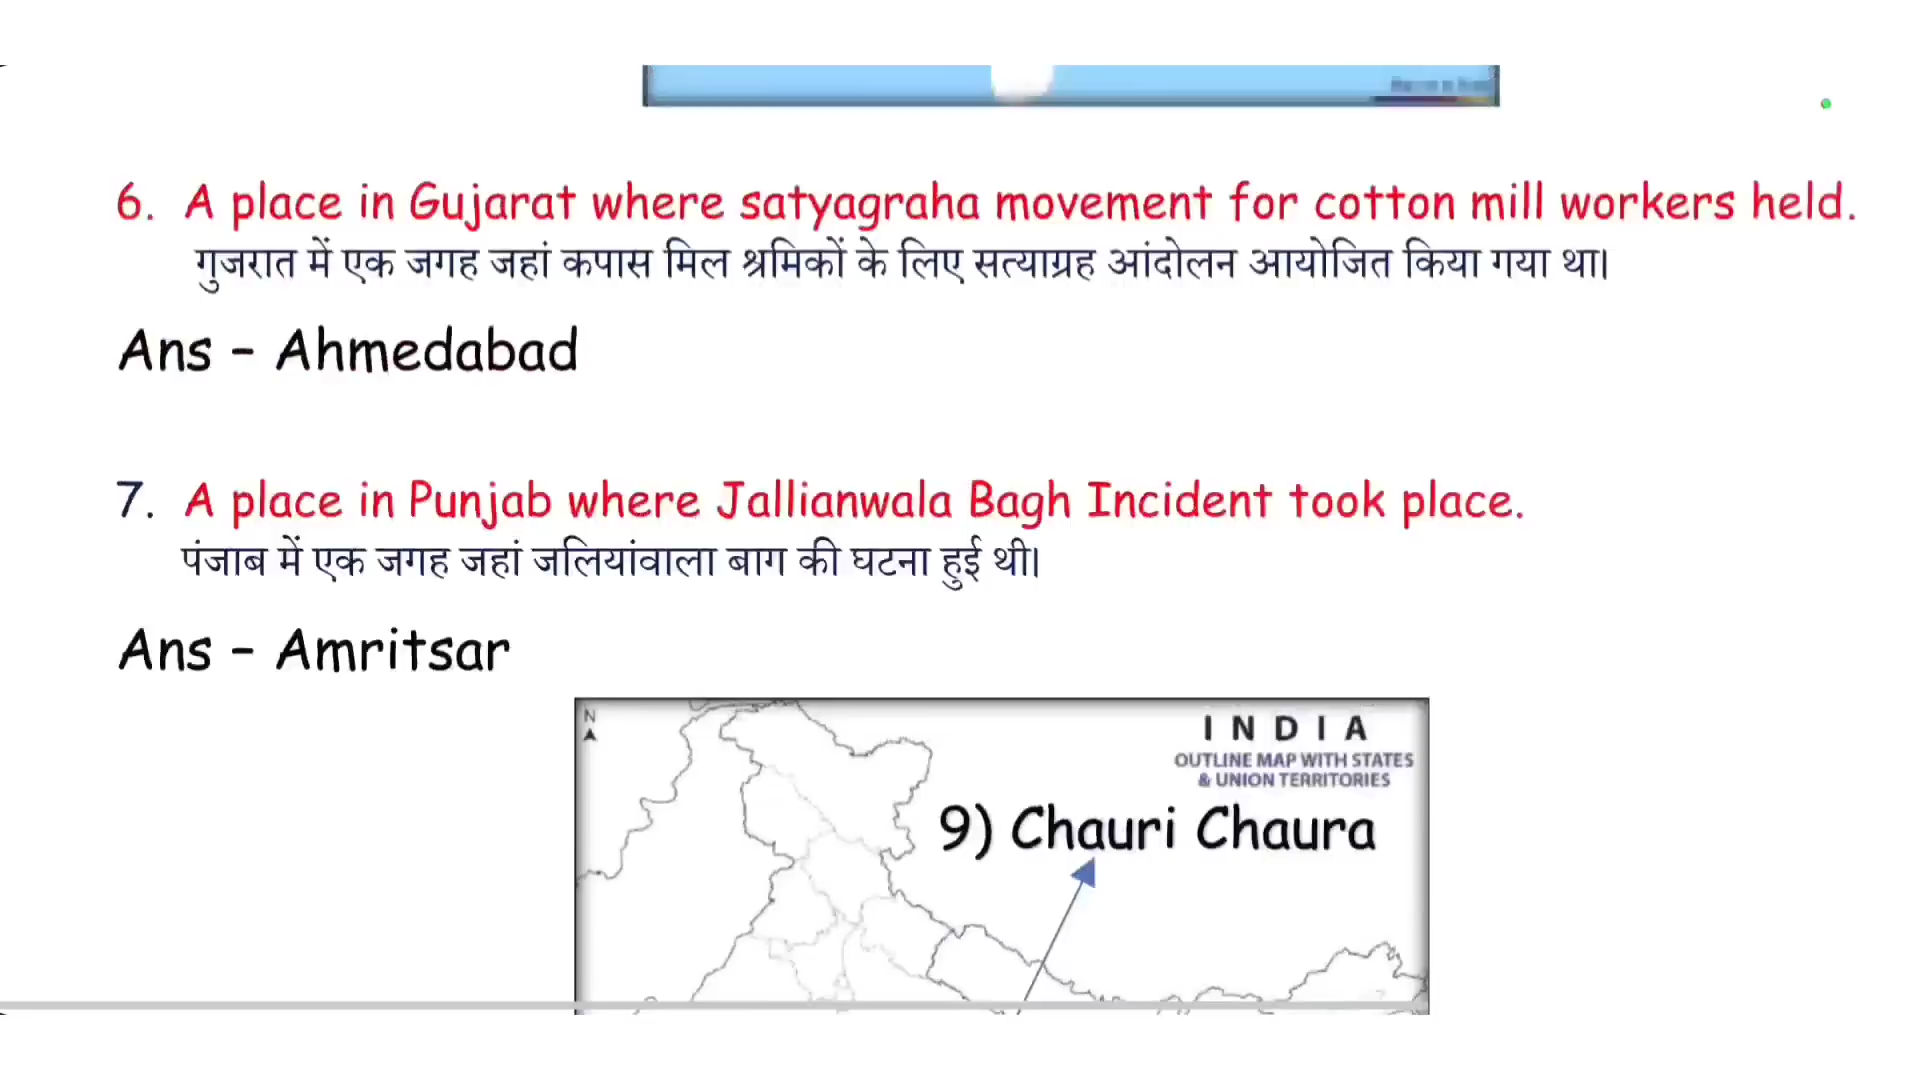 6. A place in Gujarat where satyagraha movement for cotton mill workers held.
गुजरात में एक जगह जहां कपास मिल श्रमिकों के लिए सत्याग्रह आंदोलन आयोजित किया गया था।
Ans – Ahmedabad
7. A place in Punjab where Jallianwala Bagh Incident took place.
पंजाब में एक जगह जहां जलियांवाला बाग की घटना हुई थी।
Ans – Amritsar
N
INDIA
OUTLINE MAP WITH STATES
& UNION TERRITORIES
9) Chauri Chaura